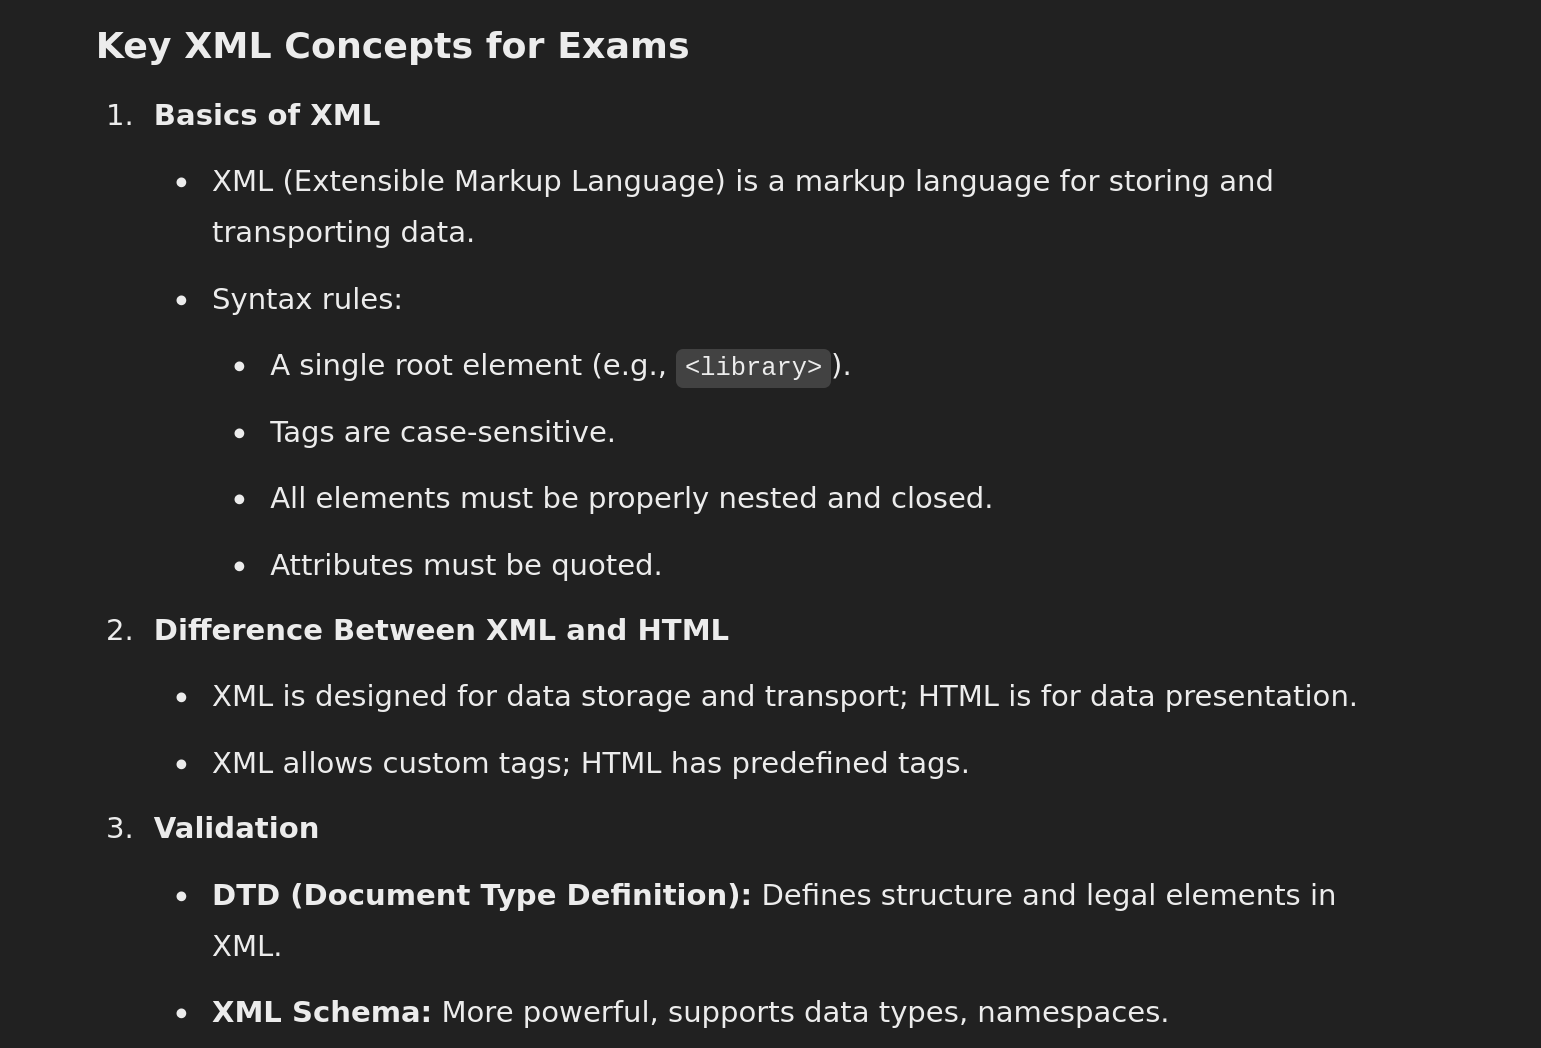 Key XML Concepts for Exams
1. Basics of XML
• XML (Extensible Markup Language) is a markup language for storing and
transporting data.
• Syntax rules:
• A single root element (e.g., <library>).
• Tags are case-sensitive.
• All elements must be properly nested and closed.
• Attributes must be quoted.
2. Difference Between XML and HTML
• XML is designed for data storage and transport; HTML is for data presentation.
• XML allows custom tags; HTML has predefined tags.
3. Validation
• DTD (Document Type Definition): Defines structure and legal elements in
XML.
• XML Schema: More powerful, supports data types, namespaces.